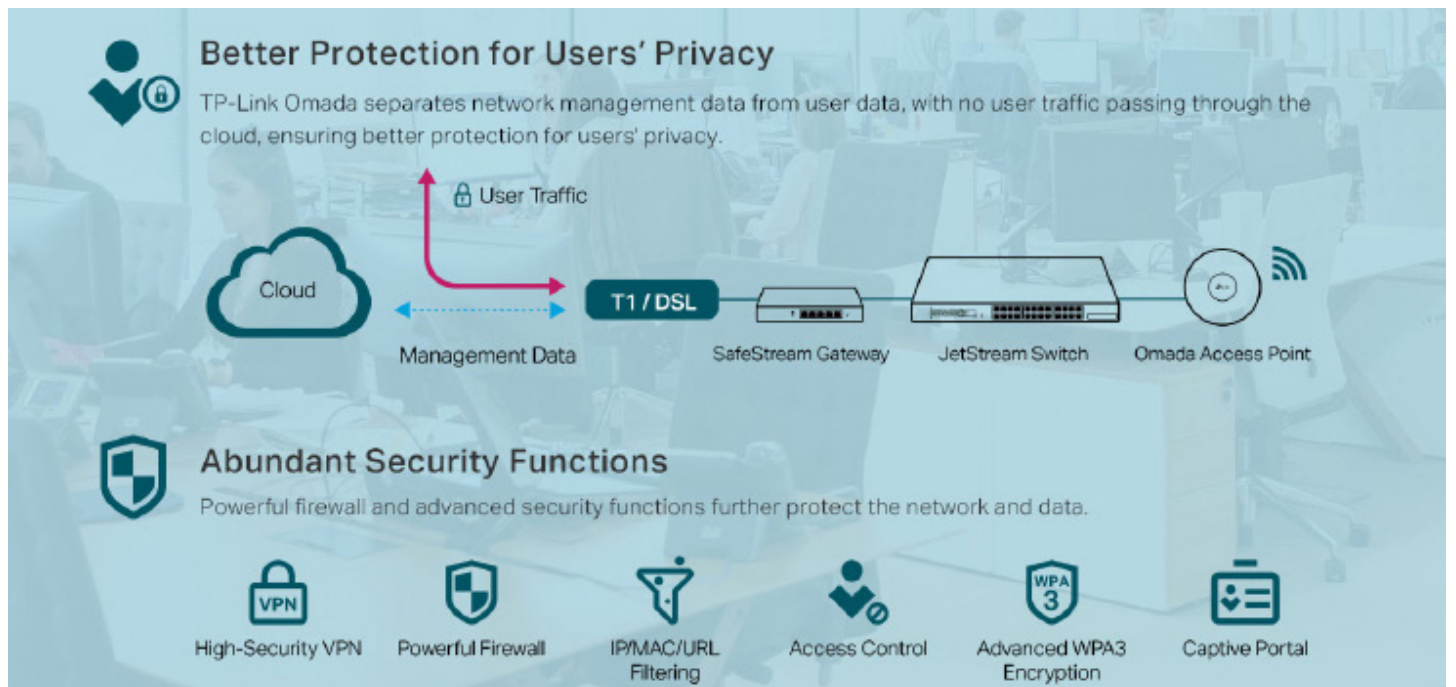 Better Protection for Users' Privacy
TP-Link Omada separates network management data from user data, with no user traffic passing through the
cloud, ensuring better protection for users' privacy.
User Traffic
Cloud
T1 / DSL
Management Data
SafeStream Gateway
JetStream Switch
Omada Access Point
Abundant Security Functions
Powerful firewall and advanced security functions further protect the network and data.
VPN
WPA
3
High-Security VPN
Powerful Firewall
IP/MAC/URL
Filtering
Access Control
Advanced WPA3
Encryption
Captive Portal